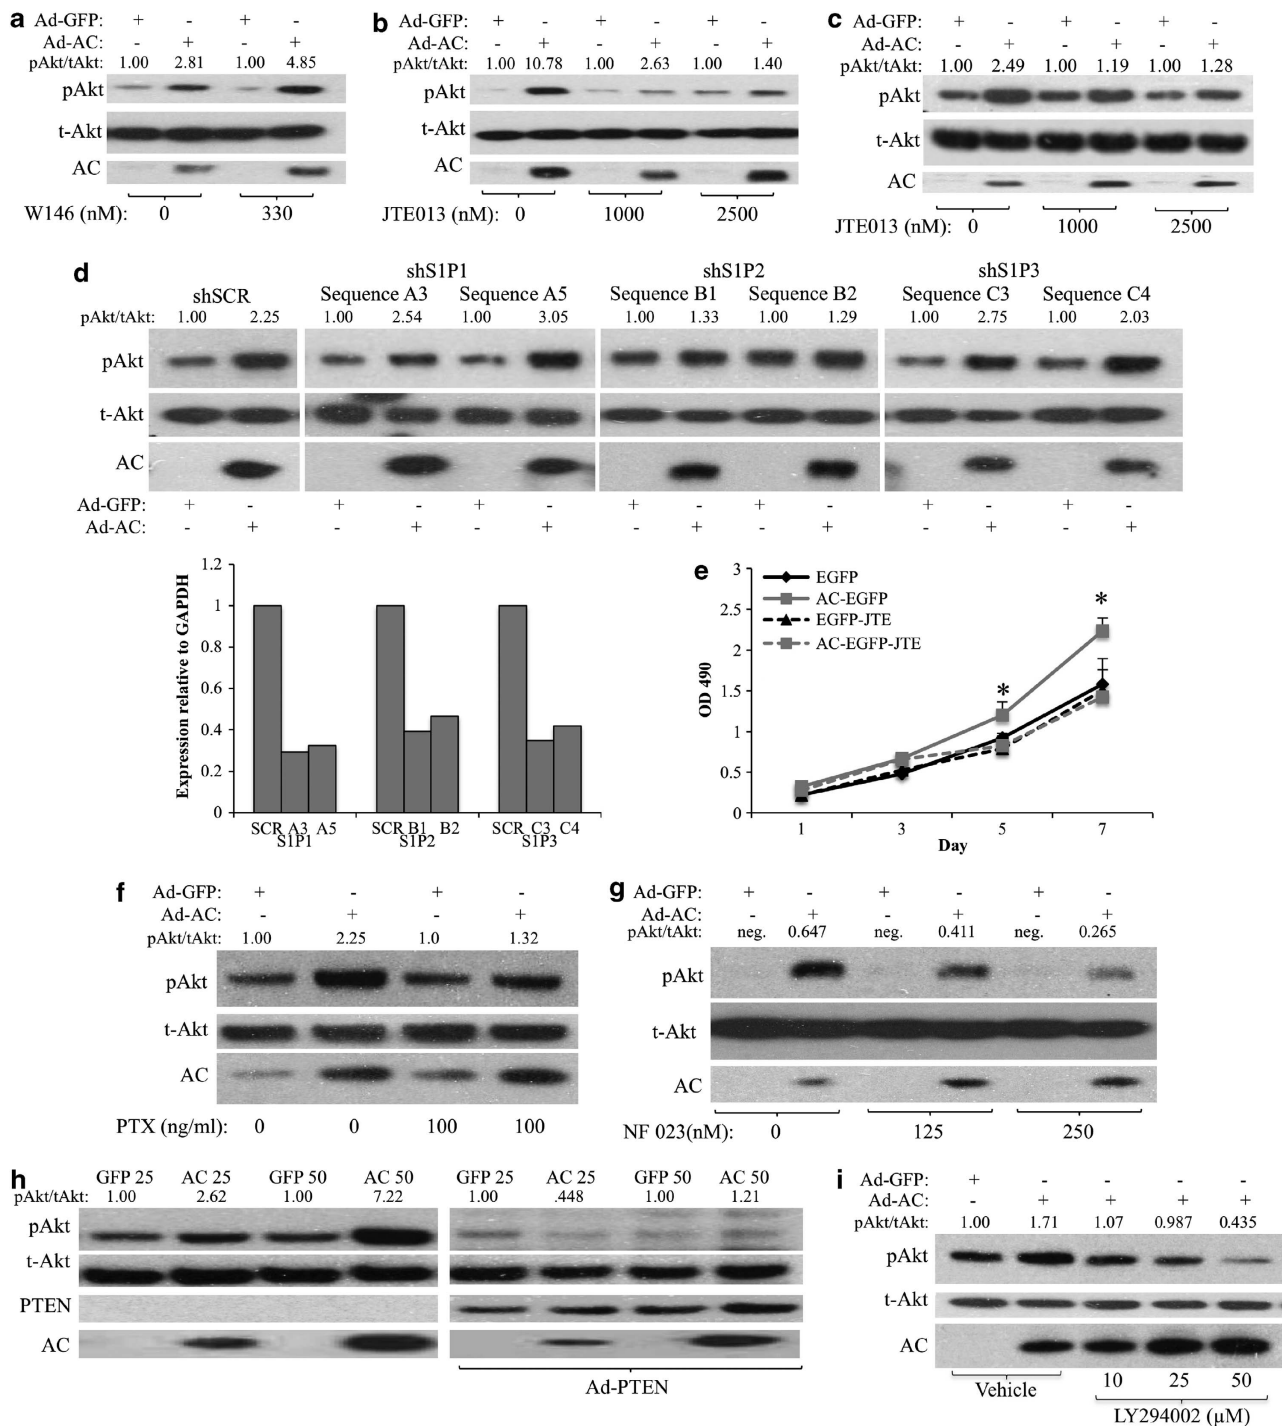 a
Ad-GFP: + - + -
Ad-AC: - + - +
pAkt/tAkt: 1.00 2.81 1.00 4.85
pAkt
t-Akt
AC
W146 (nM): 0 330
b
Ad-GFP: + - + - + -
Ad-AC: - + - + - +
pAkt/tAkt: 1.00 10.78 1.00 2.63 1.00 1.40
pAkt
t-Akt
AC
JTE013 (nM): 0 1000 2500
c
Ad-GFP: + - + - + -
Ad-AC: - + - + - +
pAkt/tAkt: 1.00 2.49 1.00 1.19 1.00 1.28
pAkt
t-Akt
AC
JTE013 (nM): 0 1000 2500
d
shS1P1 shS1P2 shS1P3
shSCR Sequence A3 Sequence A5 Sequence B1 Sequence B2 Sequence C3 Sequence C4
pAkt/tAkt: 1.00 2.25 1.00 2.54 1.00 3.05 1.00 1.33 1.00 1.29 1.00 2.75 1.00 2.03
pAkt
t-Akt
AC
Ad-GFP: + - + - + - + - + - + - + -
Ad-AC: - + - + - + - + - + - + - +
Expression relative to GAPDH
1.2
1
0.8
0.6
0.4
0.2
0
SCR A3 A5 SCR B1 B2 SCR C3 C4
S1P1 S1P2 S1P3
e
EGFP
AC-EGFP
EGFP-JTE
AC-EGFP-JTE
OD 490
3
2.5
2
1.5
1
0.5
0
*
*
1 3 5 7
Day
f
Ad-GFP: + - + -
Ad-AC: - + - +
pAkt/tAkt: 1.00 2.25 1.0 1.32
pAkt
t-Akt
AC
PTX (ng/ml): 0 0 100 100
g
Ad-GFP: + - + - + -
Ad-AC: - + - + - +
pAkt/tAkt: neg. 0.647 neg. 0.411 neg. 0.265
pAkt
t-Akt
AC
NF 023(nM): 0 125 250
h
GFP 25 AC 25 GFP 50 AC 50 GFP 25 AC 25 GFP 50 AC 50
pAkt/tAkt: 1.00 2.62 1.00 7.22 1.00 .448 1.00 1.21
pAkt
t-Akt
PTEN
AC
Ad-PTEN
i
Ad-GFP: + - - - -
Ad-AC: - + + + +
pAkt/tAkt: 1.00 1.71 1.07 0.987 0.435
pAkt
t-Akt
AC
Vehicle 10 25 50
LY294002 (µM)